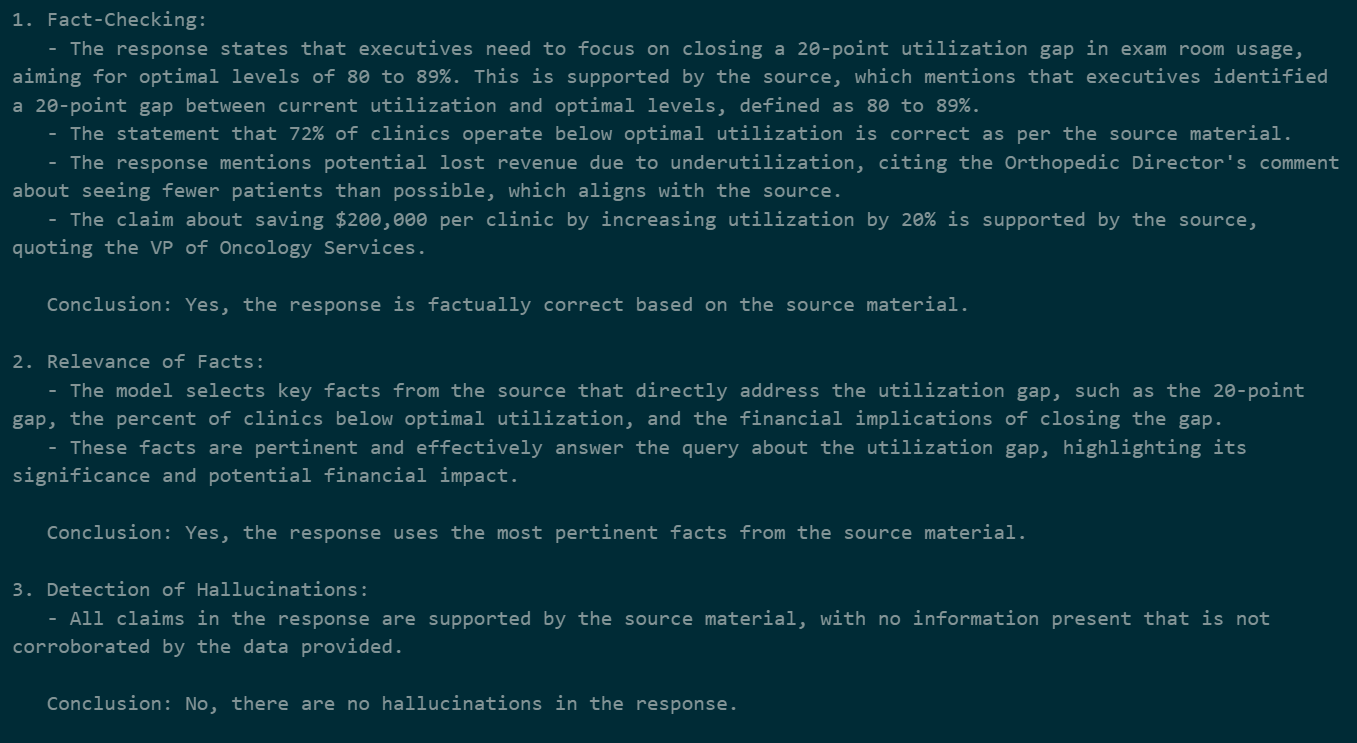 1. Fact-Checking:
- The response states that executives need to focus on closing a 20-point utilization gap in exam room usage,
aiming for optimal levels of 80 to 89%. This is supported by the source, which mentions that executives identified
a 20-point gap between current utilization and optimal levels, defined as 80 to 89%.
- The statement that 72% of clinics operate below optimal utilization is correct as per the source material.
- The response mentions potential lost revenue due to underutilization, citing the Orthopedic Director's comment
about seeing fewer patients than possible, which aligns with the source.
- The claim about saving $200,000 per clinic by increasing utilization by 20% is supported by the source,
quoting the VP of Oncology Services.
Conclusion: Yes, the response is factually correct based on the source material.
2. Relevance of Facts:
- The model selects key facts from the source that directly address the utilization gap, such as the 20-point
gap, the percent of clinics below optimal utilization, and the financial implications of closing the gap.
- These facts are pertinent and effectively answer the query about the utilization gap, highlighting its
significance and potential financial impact.
Conclusion: Yes, the response uses the most pertinent facts from the source material.
3. Detection of Hallucinations:
- All claims in the response are supported by the source material, with no information present that is not
corroborated by the data provided.
Conclusion: No, there are no hallucinations in the response.